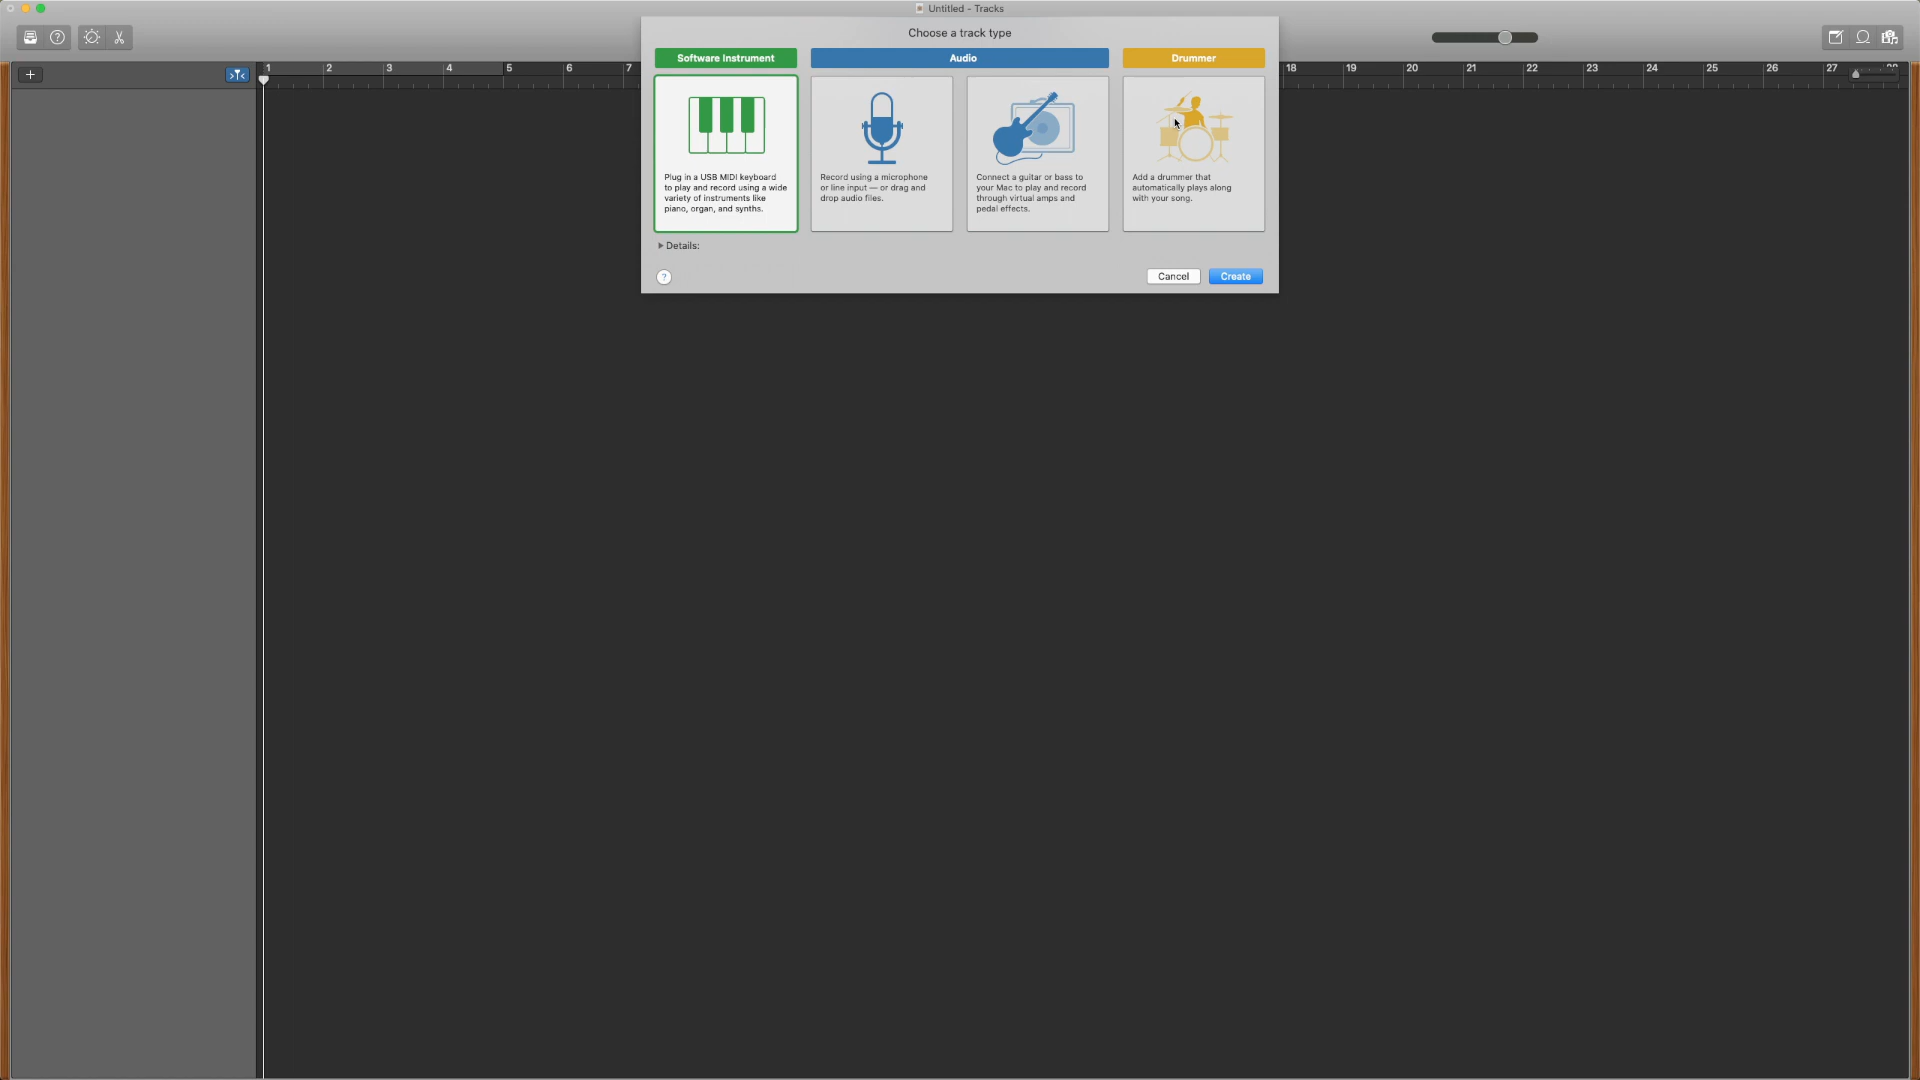 Untitled - Tracks
Choose a track type
Software Instrument
Audio
Drummer
1 2 3 4 5 6 7 18 19 20 21 22 23 24 25 26 27
Plug in a USB MIDI keyboard
to play and record using a wide
variety of instruments like
piano, organ, and synths.
Record using a microphone
or line input — or drag and
drop audio files.
Connect a guitar or bass to
your Mac to play and record
through virtual amps and
pedal effects.
Add a drummer that
automatically plays along
with your song.
Details:
?
Cancel
Create